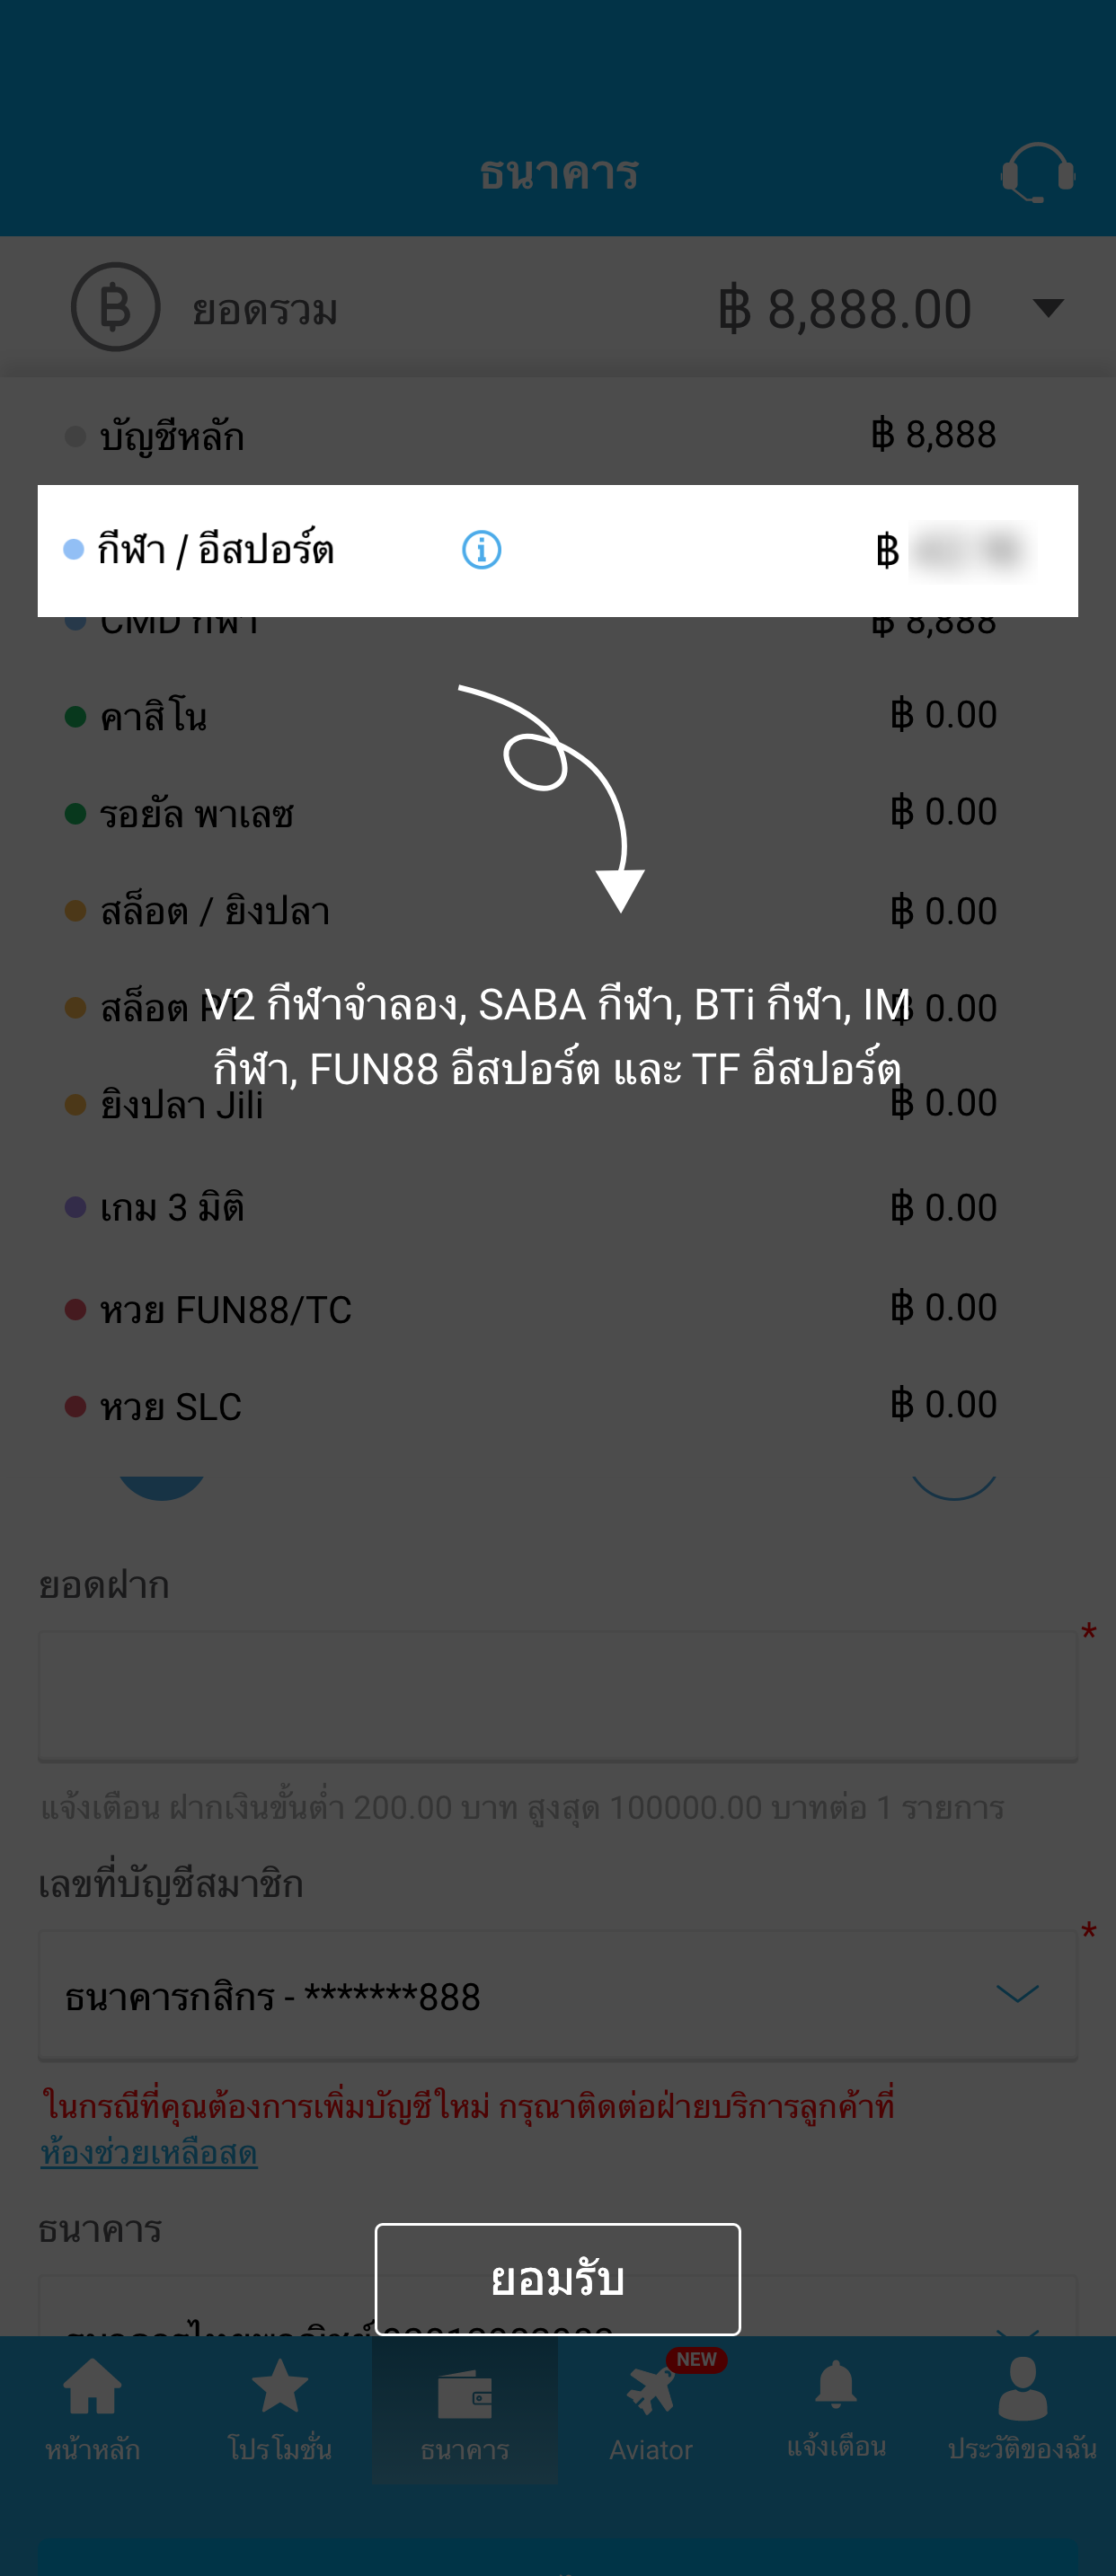 ธนาคาร
ยอดรวม ฿ 8,888.00
บัญชีหลัก ฿ 8,888
กีฬา / อีสปอร์ต ฿
CMD กีฬา ฿ 8,888
คาสิโน ฿ 0.00
รอยัล พาเลซ ฿ 0.00
สล็อต / ยิงปลา ฿ 0.00
สล็อต PT ฿ 0.00
V2 กีฬาจำลอง, SABA กีฬา, BTi กีฬา, IM
กีฬา, FUN88 อีสปอร์ต และ TF อีสปอร์ต
ยิงปลา Jili ฿ 0.00
เกม 3 มิติ ฿ 0.00
หวย FUN88/TC ฿ 0.00
หวย SLC ฿ 0.00
ยอดฝาก
*
แจ้งเตือน ฝากเงินขั้นต่ำ 200.00 บาท สูงสุด 100000.00 บาทต่อ 1 รายการ
เลขที่บัญชีสมาชิก
*
ธนาคารกสิกร - *******888
ในกรณีที่คุณต้องการเพิ่มบัญชีใหม่ กรุณาติดต่อฝ่ายบริการลูกค้าที่
ห้องช่วยเหลือสด
ธนาคาร
ยอมรับ
NEW
หน้าหลัก โปรโมชั่น ธนาคาร Aviator แจ้งเตือน ประวัติของฉัน